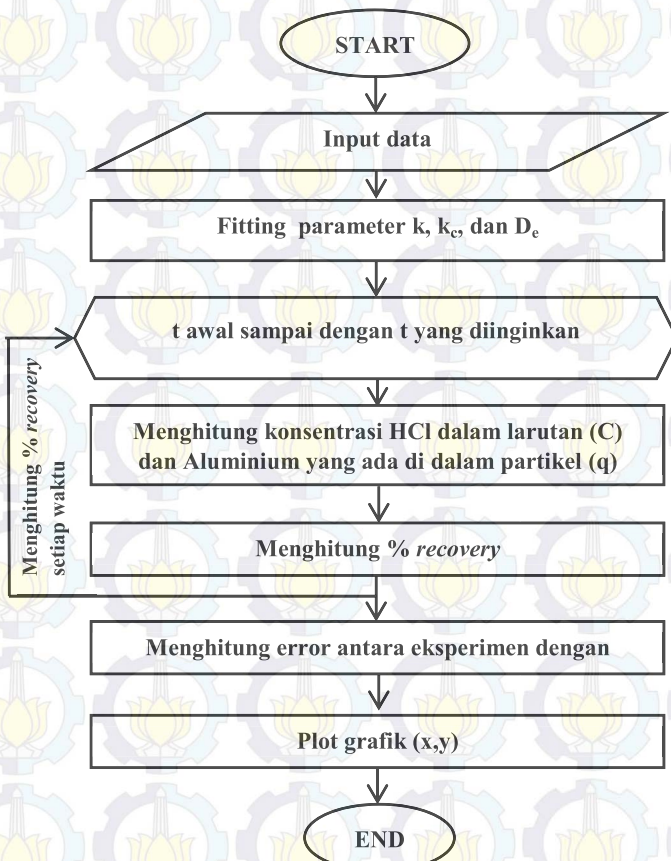 START
Input data
Fitting parameter k, kc, dan De
t awal sampai dengan t yang diinginkan
Menghitung konsentrasi HCl dalam larutan (C)
dan Aluminium yang ada di dalam partikel (q)
Menghitung % recovery
setiap waktu
Menghitung % recovery
Menghitung error antara eksperimen dengan
Plot grafik (x,y)
END